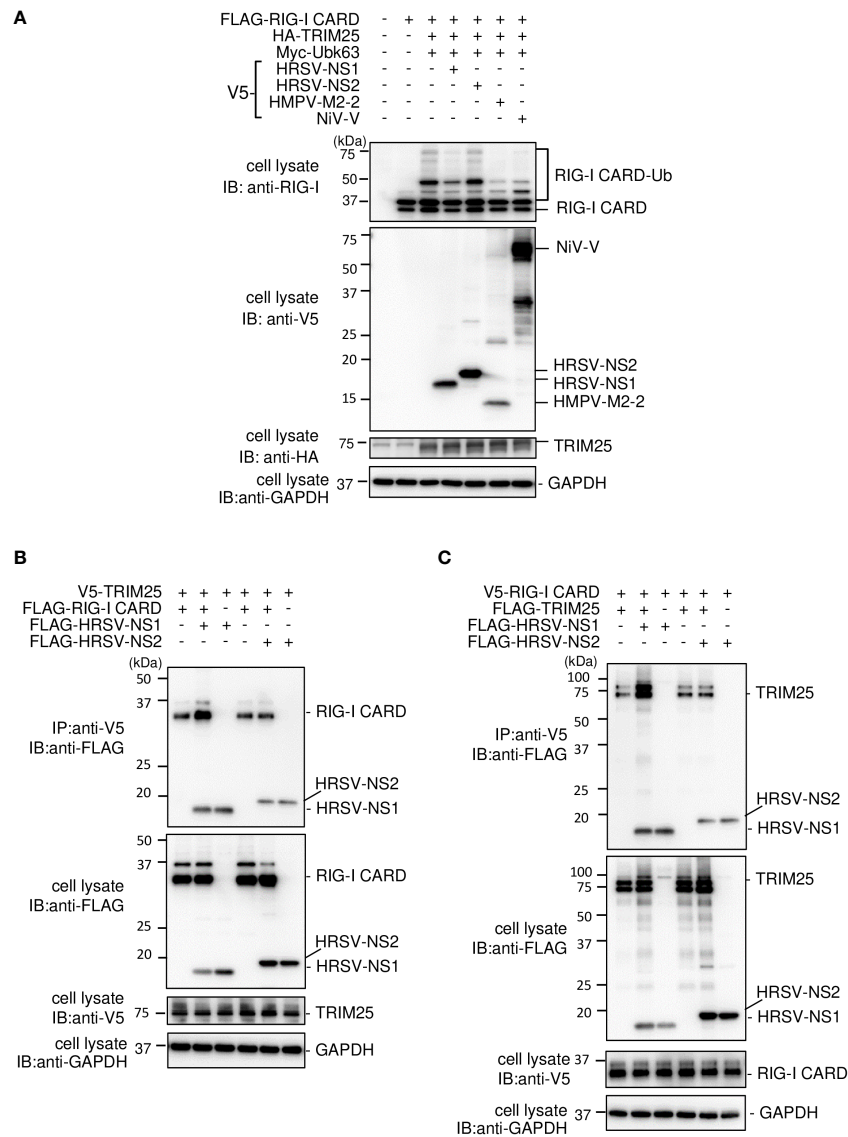 A
FLAG-RIG-I CARD - + + + + + +
HA-TRIM25 - - + + + + +
Myc-Ubk63 - - + + + + +
HRSV-NS1 - - - + - - -
HRSV-NS2 - - - - + - -
V5-
HMPV-M2-2 - - - - - + -
NiV-V - - - - - - +
(kDa)
75
cell lysate
IB: anti-RIG-I
50
37
RIG-I CARD-Ub
RIG-I CARD
75
50
37
25
20
15
cell lysate
IB: anti-V5
NiV-V
HRSV-NS2
HRSV-NS1
HMPV-M2-2
cell lysate
IB: anti-HA
75
TRIM25
cell lysate
IB:anti-GAPDH
37
GAPDH
B
V5-TRIM25 + + + + + +
FLAG-RIG-I CARD + + - + + -
FLAG-HRSV-NS1 - + + - - -
FLAG-HRSV-NS2 - - - - + +
(kDa)
50
37
25
20
IP:anti-V5
IB:anti-FLAG
RIG-I CARD
HRSV-NS2
HRSV-NS1
50
37
25
20
cell lysate
IB:anti-FLAG
RIG-I CARD
HRSV-NS2
HRSV-NS1
cell lysate
IB:anti-V5
75
TRIM25
cell lysate
IB:anti-GAPDH
37
GAPDH
C
V5-RIG-I CARD + + + + + +
FLAG-TRIM25 + + - + + -
FLAG-HRSV-NS1 - + + - - -
FLAG-HRSV-NS2 - - - - + +
(kDa)
100
75
50
37
25
20
IP:anti-V5
IB:anti-FLAG
TRIM25
HRSV-NS2
HRSV-NS1
100
75
50
37
25
20
cell lysate
IB:anti-FLAG
TRIM25
HRSV-NS2
HRSV-NS1
cell lysate
IB:anti-V5
37
RIG-I CARD
cell lysate
IB:anti-GAPDH
37
GAPDH